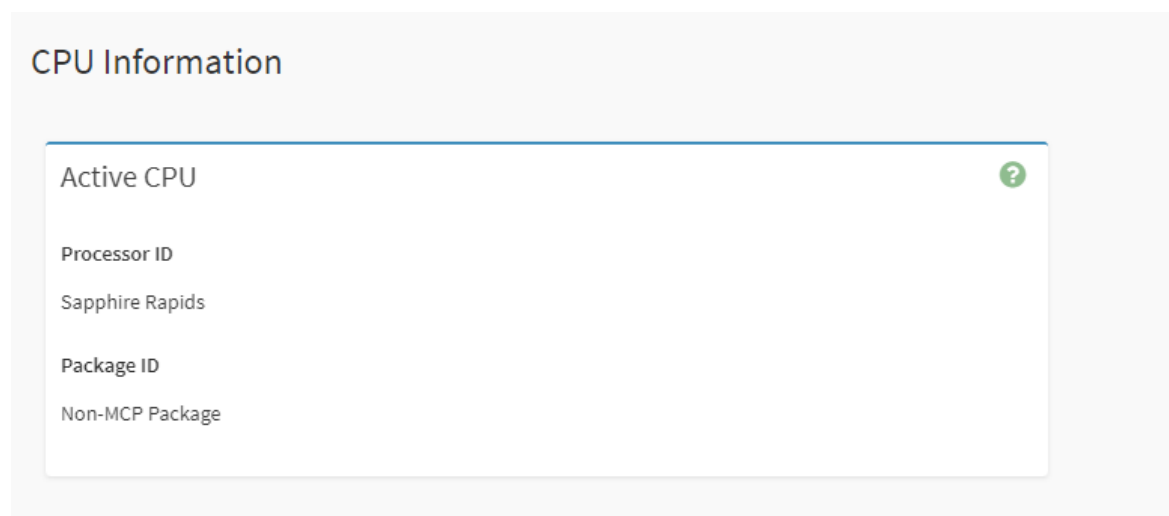 CPU Information
Active CPU
?
Processor ID
Sapphire Rapids
Package ID
Non-MCP Package